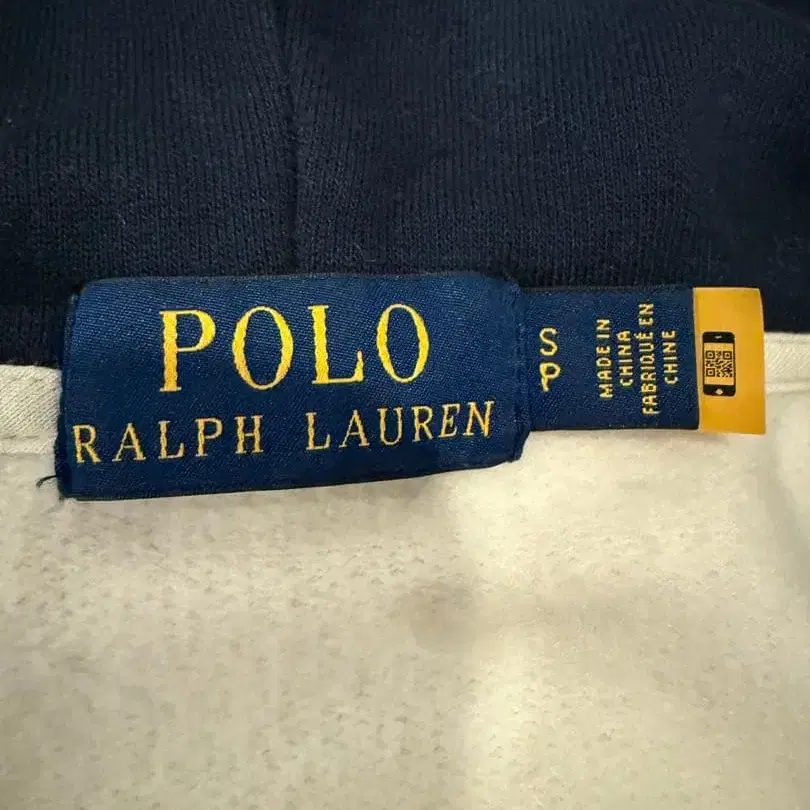 POLO
RALPH LAUREN
S
P
MADE IN
CHINA
FABRIQUÉ EN
CHINE